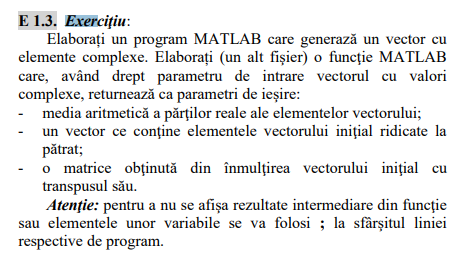 E 1.3. Exercițiu:
Elaborați un program MATLAB care generează un vector cu
elemente complexe. Elaborați (un alt fișier) o funcție MATLAB
care, având drept parametru de intrare vectorul cu valori
complexe, returnează ca parametri de ieșire:
- media aritmetică a părților reale ale elementelor vectorului;
- un vector ce conține elementele vectorului inițial ridicate la
pătrat;
- o matrice obținută din înmulțirea vectorului inițial cu
transpusul său.
Atenție: pentru a nu se afișa rezultate intermediare din funcție
sau elementele unor variabile se va folosi ; la sfârșitul liniei
respective de program.